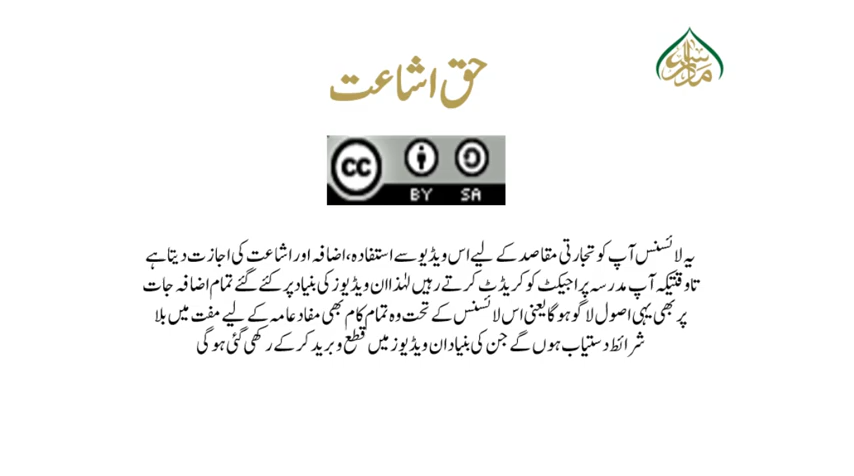 مدارس
حق اشاعت
cc
BY SA
یہ لائسنس آپ کو تجارتی مقاصد کے لیے اس ویڈیو سے استفادہ، اضافہ اور اشاعت کی اجازت دیتا ہے
تاوقتیکہ آپ مدرسہ پراجیکٹ کو کریڈٹ کرتے رہیں لہٰذا ان ویڈیوز کی بنیاد پر کئے گئے تمام اضافہ جات
پر بھی یہی اصول لاگو ہوگا یعنی اس لائسنس کے تحت وہ تمام کام بھی مفاد عامہ کے لیے مفت میں بلا
شرائط دستیاب ہوں گے جن کی بنیاد ان ویڈیوز میں قطع و برید کر کے رکھی گئی ہوگی